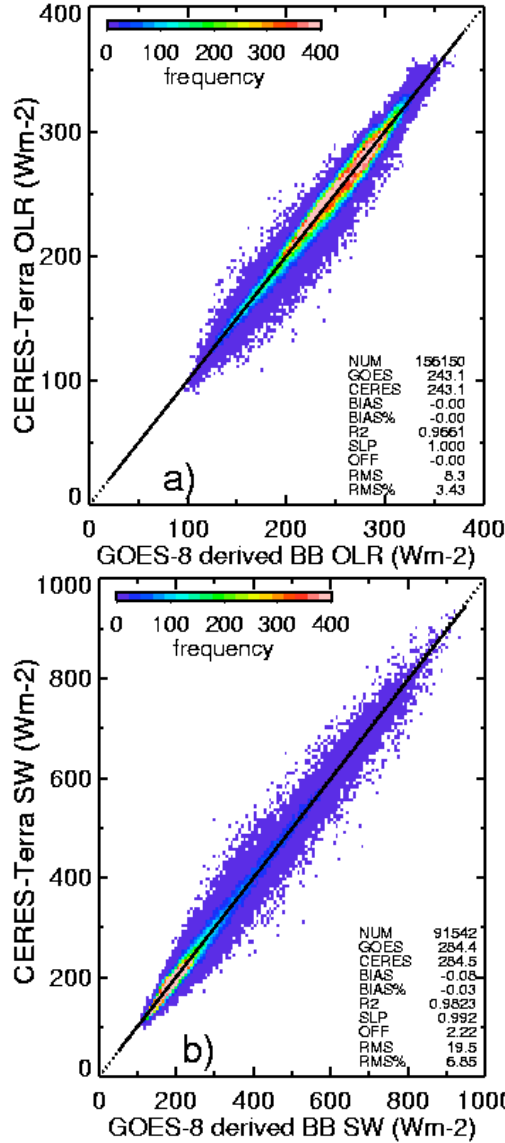 400
0 100 200 300 400
frequency
300
200
100
0
CERES-Terra OLR (Wm-2)
NUM 156150
GOES 243.1
CERES 243.1
BIAS -0.00
BIAS% -0.00
R2 0.9661
SLP 1.000
OFF -0.00
RMS 8.3
RMS% 3.43
a)
0 100 200 300 400
GOES-8 derived BB OLR (Wm-2)
1000
0 100 200 300 400
frequency
800
600
400
200
0
CERES-Terra SW (Wm-2)
NUM 91542
GOES 284.4
CERES 284.5
BIAS -0.08
BIAS% -0.03
R2 0.9823
SLP 0.992
OFF 2.22
RMS 19.5
RMS% 6.85
b)
0 200 400 600 800 1000
GOES-8 derived BB SW (Wm-2)